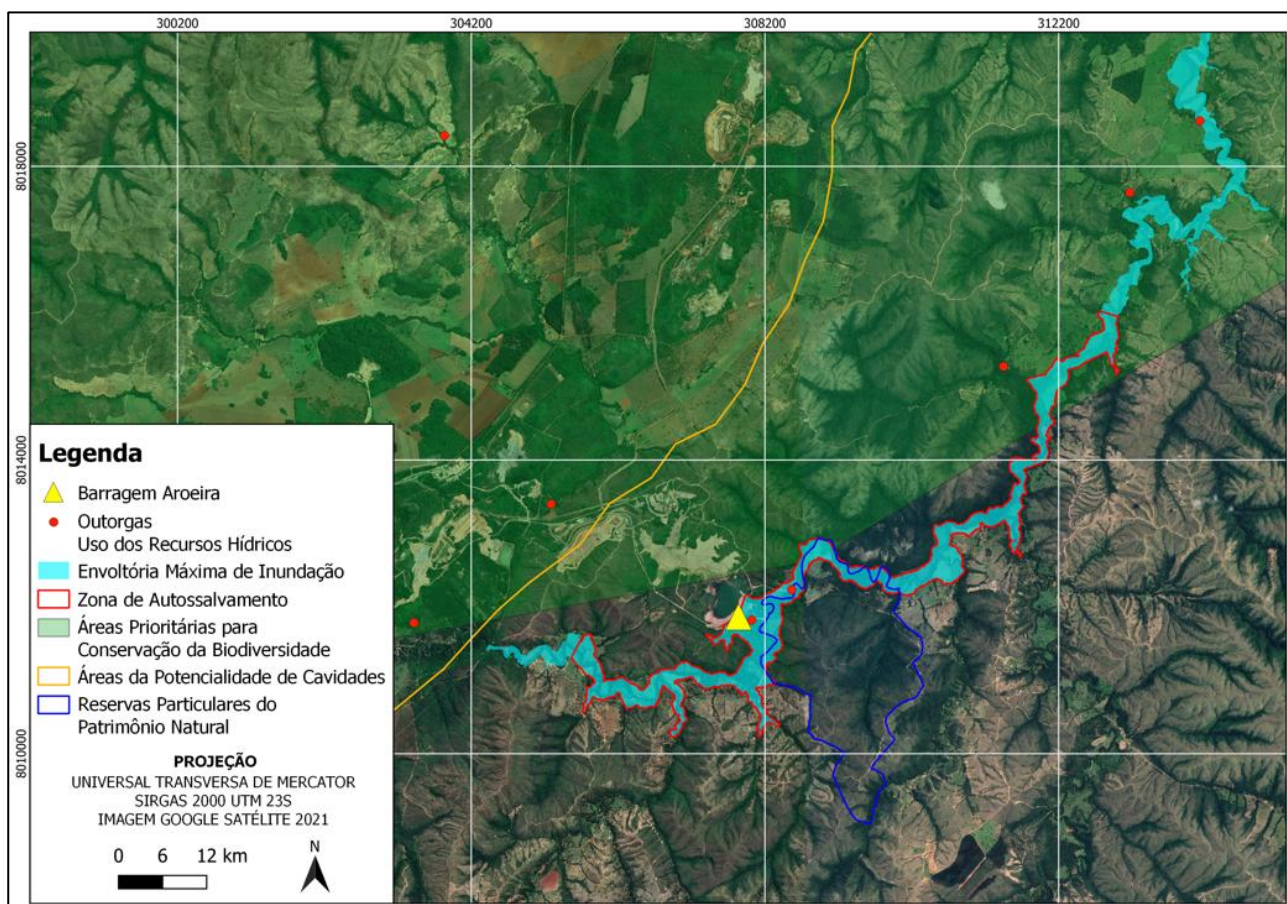 300200 304200 308200 312200
8018000
8014000
8010000
Legenda
Barragem Aroeira
Outorgas
Uso dos Recursos Hídricos
Envoltória Máxima de Inundação
Zona de Autossalvamento
Áreas Prioritárias para
Conservação da Biodiversidade
Áreas da Potencialidade de Cavidades
Reservas Particulares do
Patrimônio Natural
PROJEÇÃO
UNIVERSAL TRANSVERSA DE MERCATOR
SIRGAS 2000 UTM 23S
IMAGEM GOOGLE SATÉLITE 2021
0 6 12 km
N